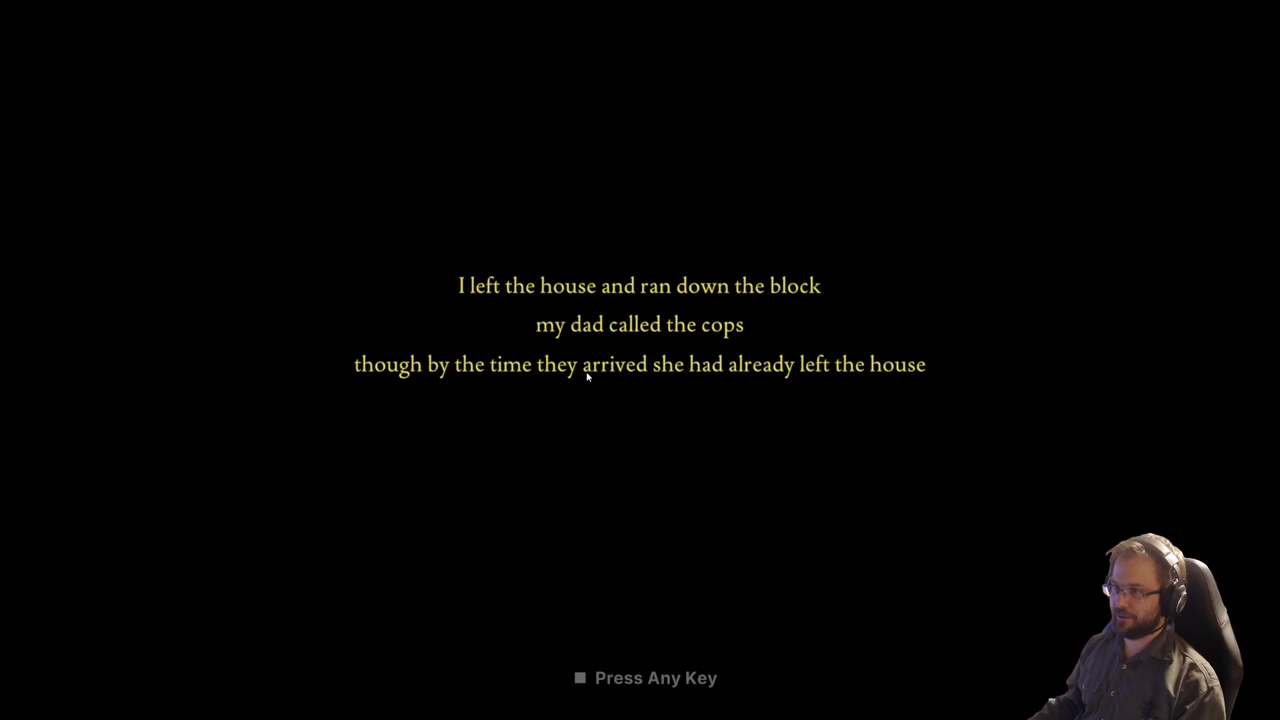 I left the house and ran down the block
my dad called the cops
though by the time they arrived she had already left the house
Press Any Key